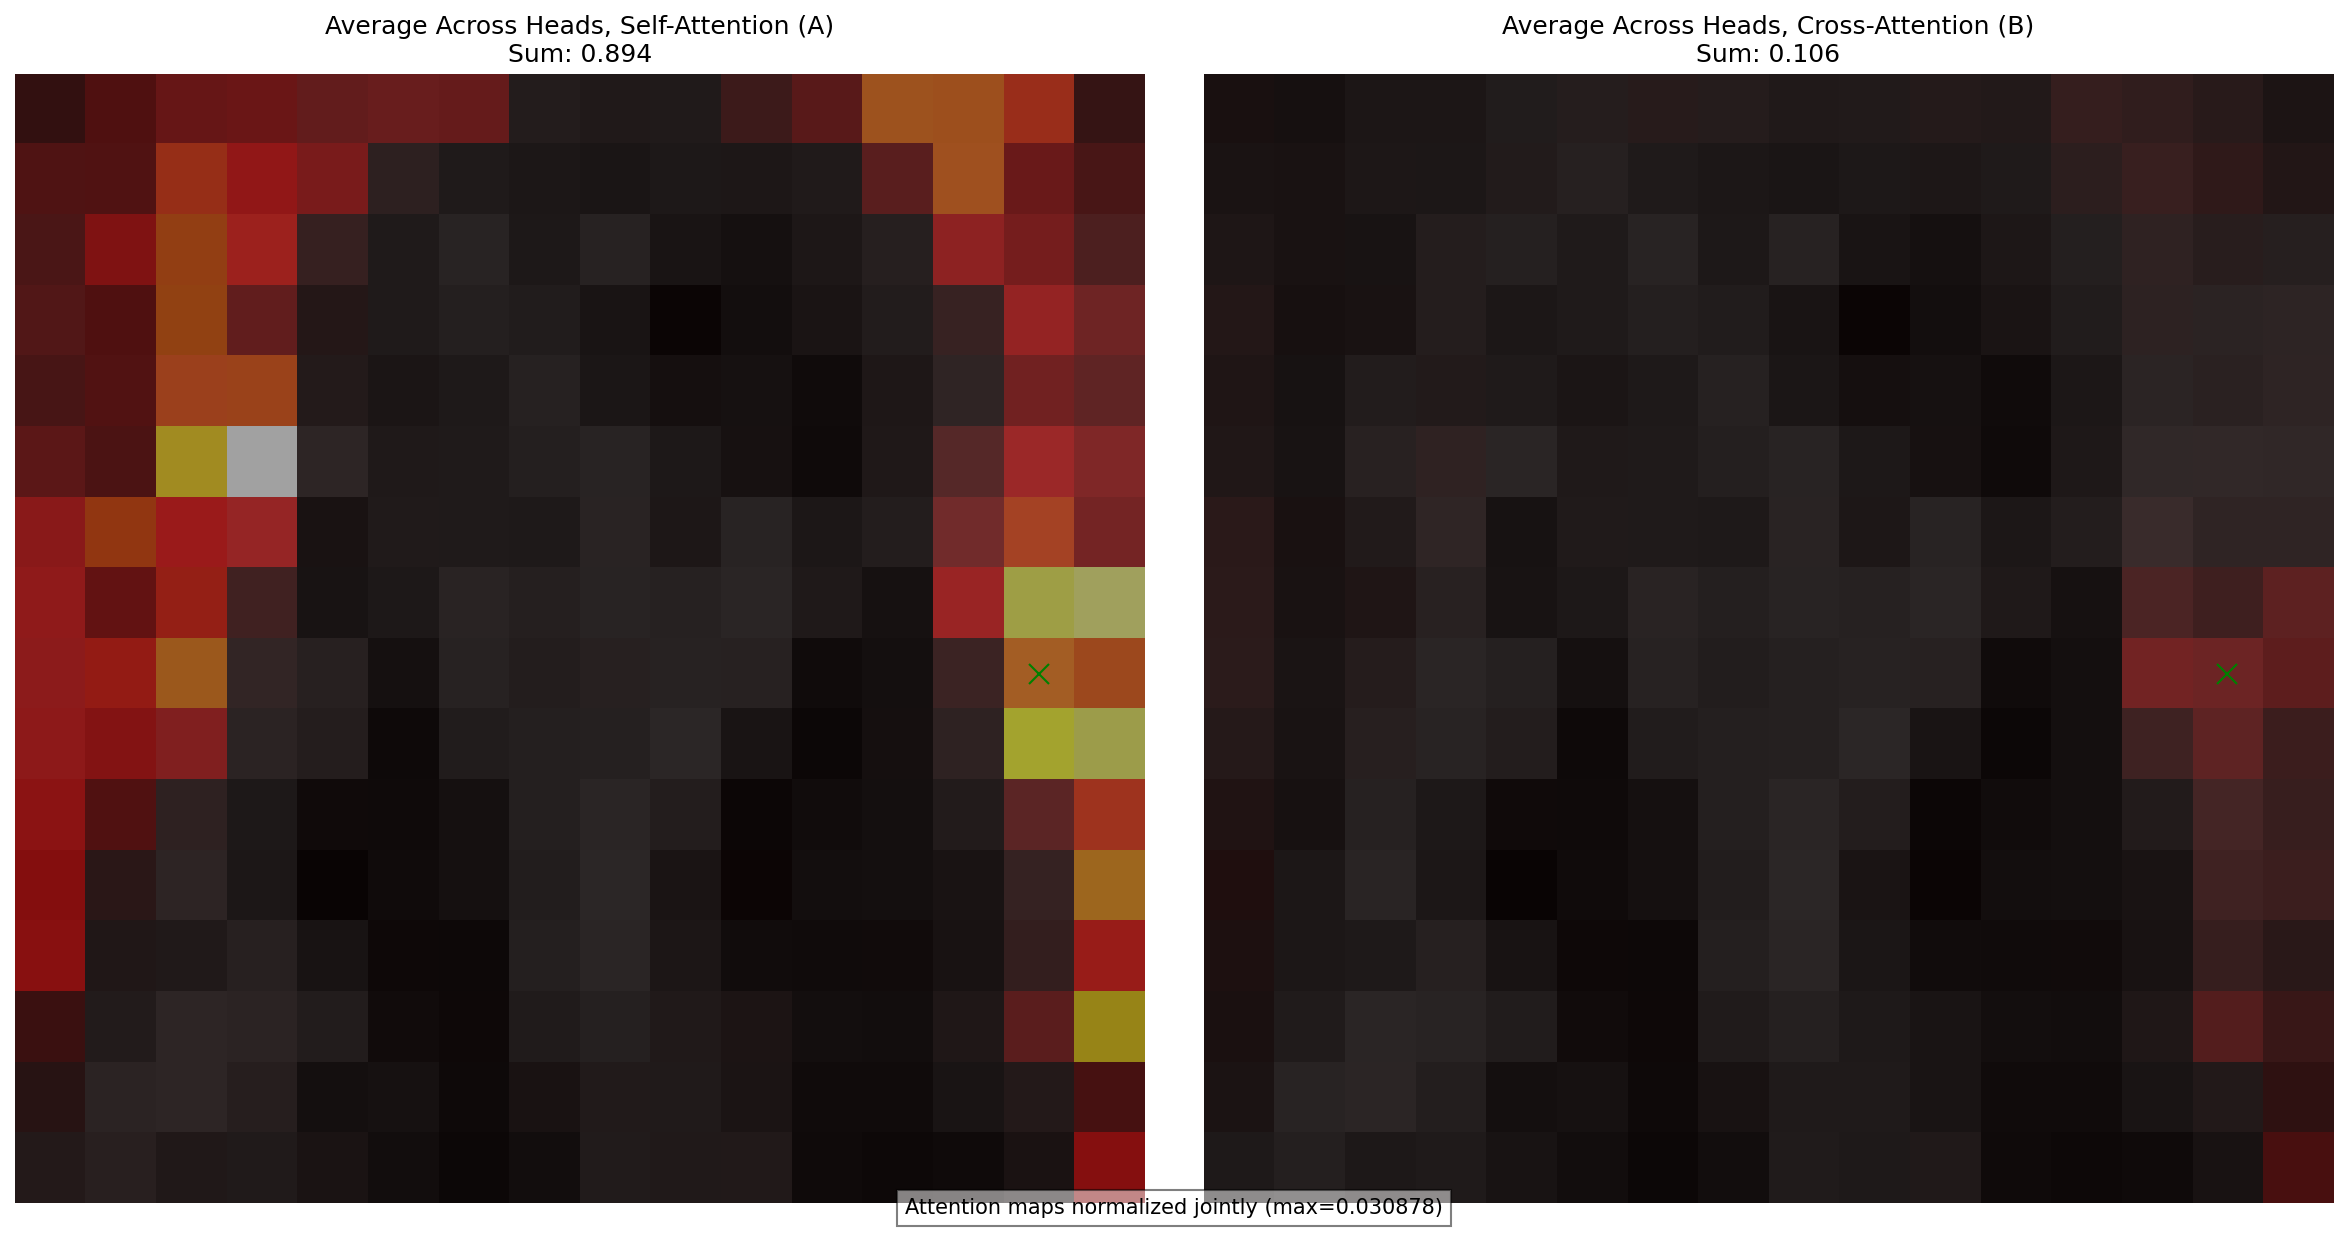 Average Across Heads, Self-Attention (A)
Sum: 0.894
Average Across Heads, Cross-Attention (B)
Sum: 0.106
Attention maps normalized jointly (max=0.030878)